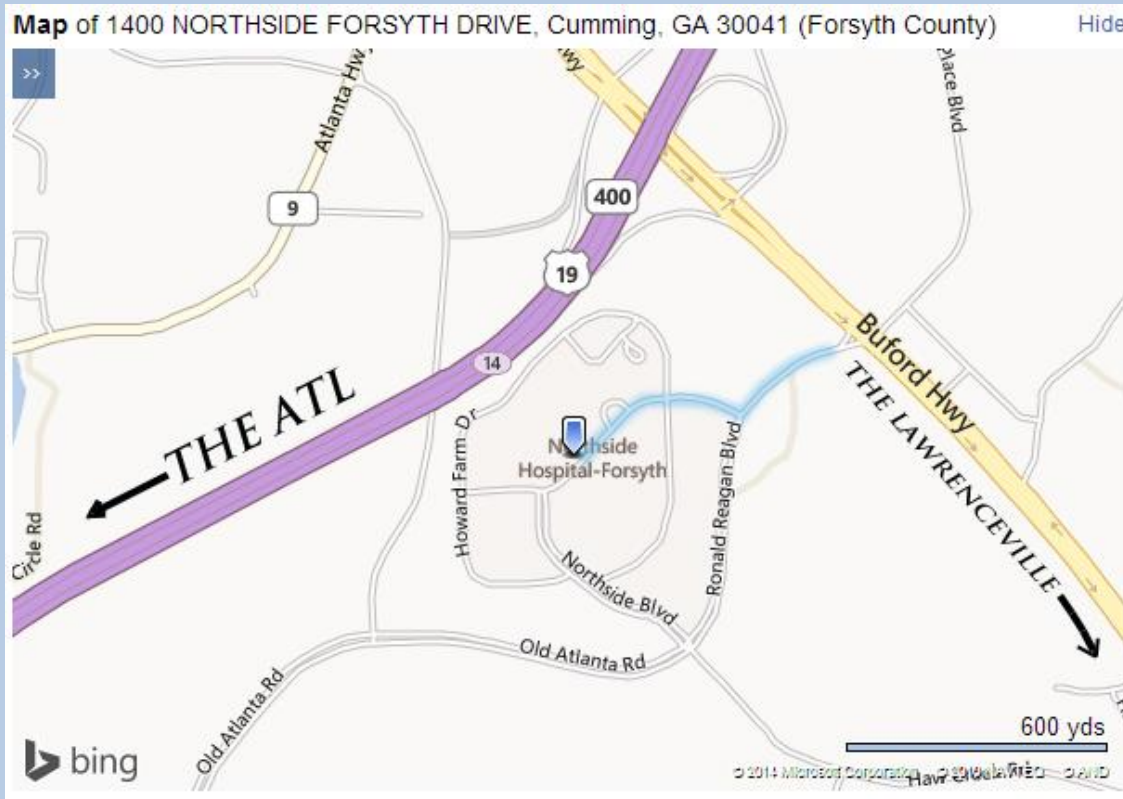 Map of 1400 NORTHSIDE FORSYTH DRIVE, Cumming, GA 30041 (Forsyth County)
Hide
>>
wy
Place Blvd
Atlanta Hwy
9
400
19
14
Buford Hwy
THE ATL
THE LAWRENCEVILLE
Howard Farm Dr
Northside
Hospital-Forsyth
Ronald Reagan Blvd
Circle Rd
Northside Blvd
Old Atlanta Rd
Old Atlanta Rd
600 yds
bing
© 2014 Microsoft Corporation